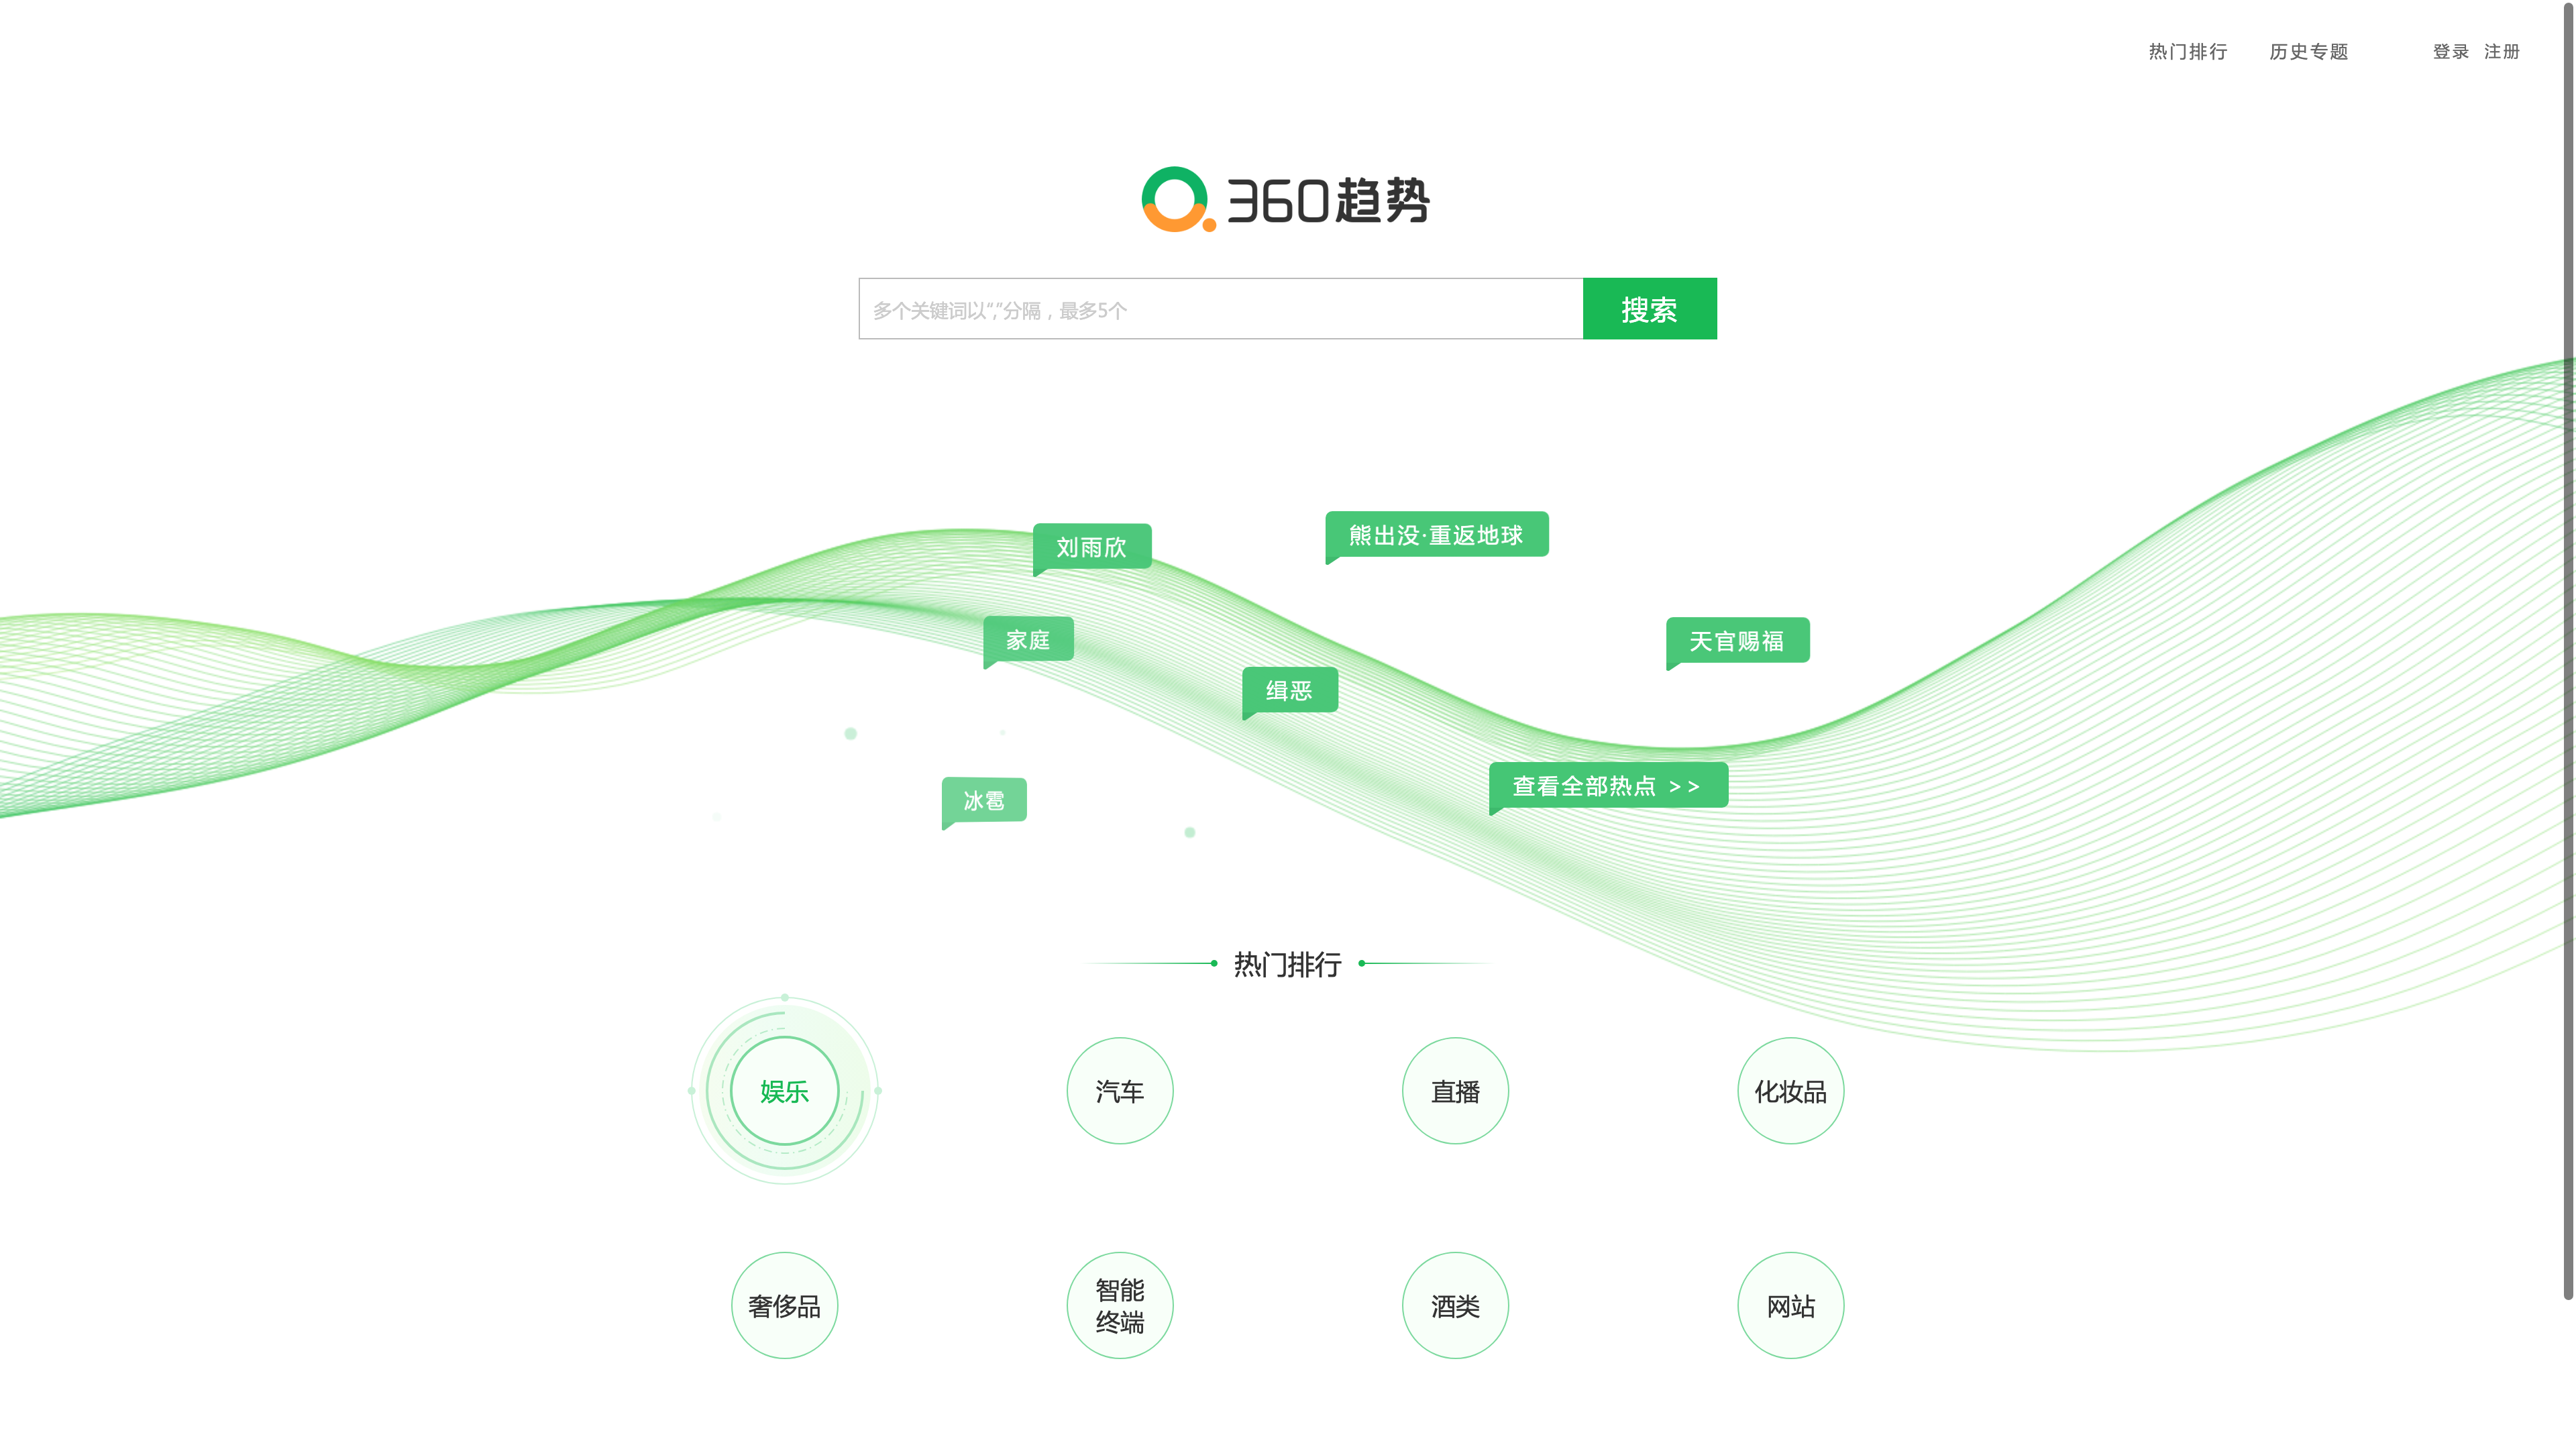 热门排行 历史专题 登录 注册
360趋势
多个关键词以“,”分隔，最多5个
搜索
熊出没·重返地球
刘雨欣
家庭
天官赐福
缉恶
查看全部热点 >>
冰雹
热门排行
娱乐 汽车 直播 化妆品
奢侈品 智能终端 酒类 网站